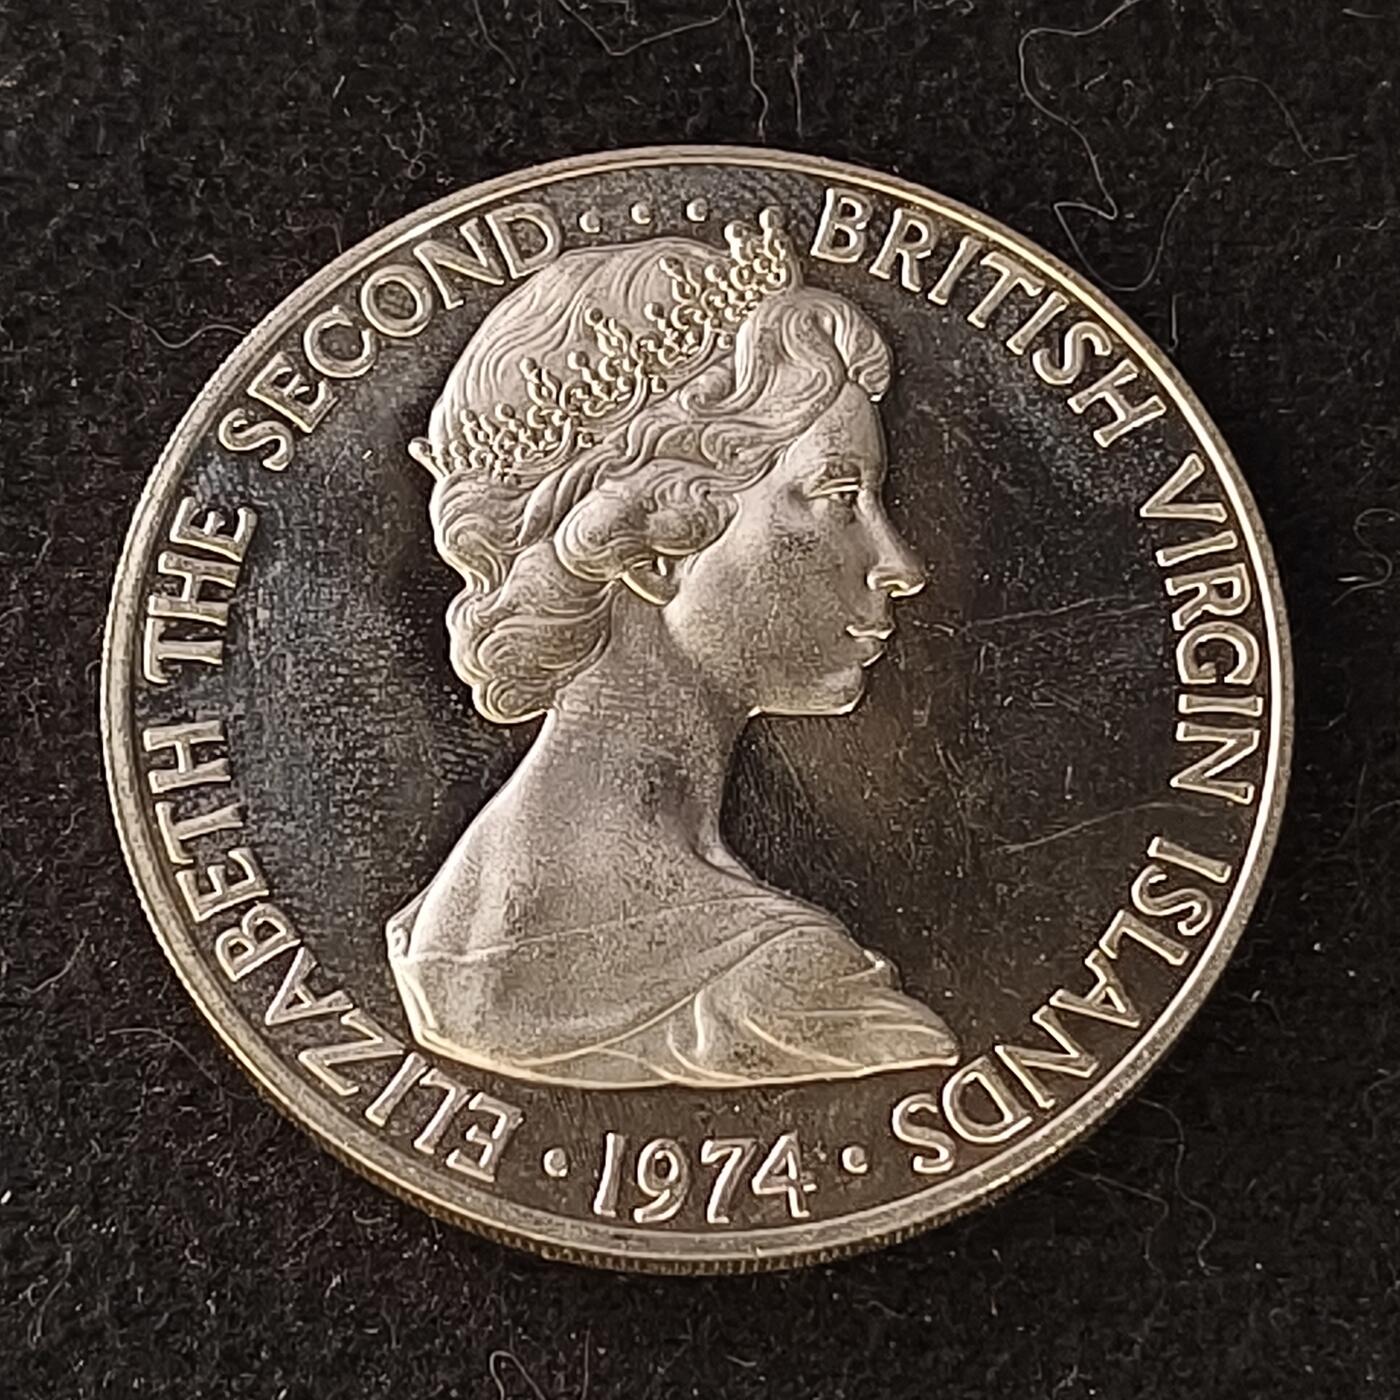 ELIZABETH THE SECOND · · · · BRITISH VIRGIN ISLANDS
· 1974 ·